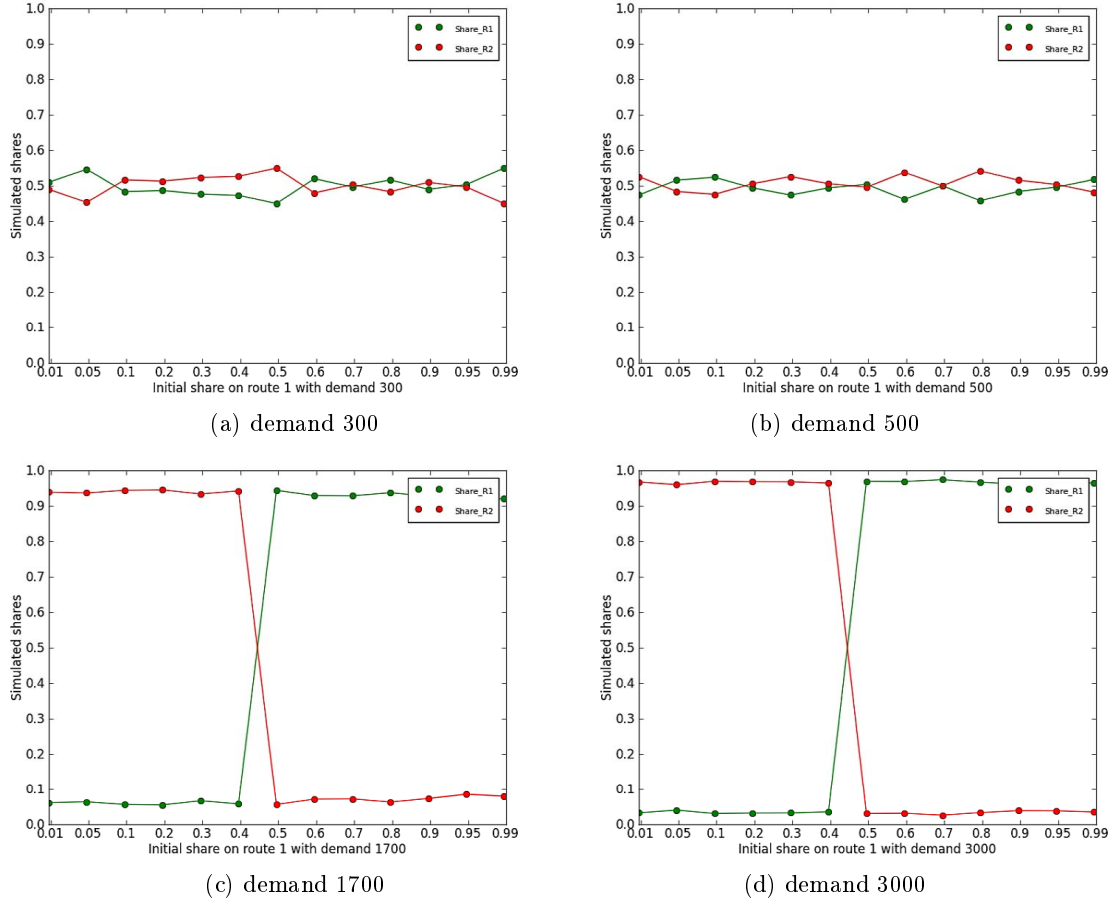 1.0
0.9
0.8
0.7
0.6
0.5
0.4
0.3
0.2
0.1
0.0
Simulated shares
Share_R1
Share_R2
0.01 0.05 0.1 0.2 0.3 0.4 0.5 0.6 0.7 0.8 0.9 0.95 0.99
Initial share on route 1 with demand 300
(a) demand 300
1.0
0.9
0.8
0.7
0.6
0.5
0.4
0.3
0.2
0.1
0.0
Simulated shares
Share_R1
Share_R2
0.01 0.05 0.1 0.2 0.3 0.4 0.5 0.6 0.7 0.8 0.9 0.95 0.99
Initial share on route 1 with demand 500
(b) demand 500
1.0
0.9
0.8
0.7
0.6
0.5
0.4
0.3
0.2
0.1
0.0
Simulated shares
Share_R1
Share_R2
0.01 0.05 0.1 0.2 0.3 0.4 0.5 0.6 0.7 0.8 0.9 0.95 0.99
Initial share on route 1 with demand 1700
(c) demand 1700
1.0
0.9
0.8
0.7
0.6
0.5
0.4
0.3
0.2
0.1
0.0
Simulated shares
Share_R1
Share_R2
0.01 0.05 0.1 0.2 0.3 0.4 0.5 0.6 0.7 0.8 0.9 0.95 0.99
Initial share on route 1 with demand 3000
(d) demand 3000